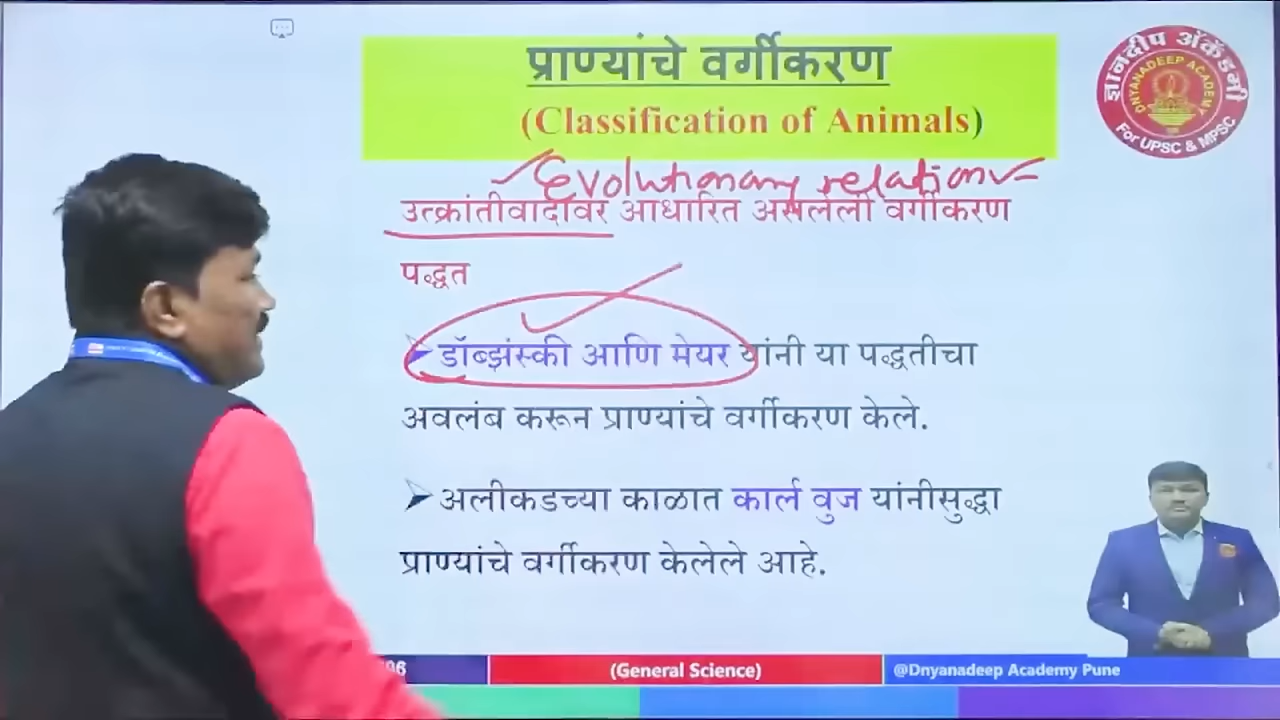 प्राण्यांचे वर्गीकरण
(Classification of Animals)
ज्ञानदीप अ‍ॅकॅडमी
DNYANADEEP ACADEMY
For UPSC & MPSC
Evolutionary relation
उत्क्रांतीवादावर आधारित असलेली वर्गीकरण
पद्धत
डॉब्झंस्की आणि मेयर यांनी या पद्धतीचा
अवलंब करून प्राण्यांचे वर्गीकरण केले.
अलीकडच्या काळात कार्ल वुज यांनीसुद्धा
प्राण्यांचे वर्गीकरण केलेले आहे.
(General Science)
@Dnyanadeep Academy Pune